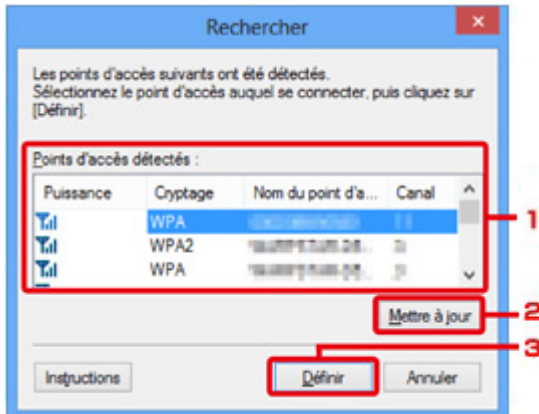 Rechercher
Les points d'accès suivants ont été détectés.
Sélectionnez le point d'accès auquel se connecter, puis cliquez sur
[Définir].
Points d'accès détectés :
Puissance Cryptage Nom du point d'a... Canal
WPA
WPA2
WPA
1
Mettre à jour
2
3
Instructions Définir Annuler